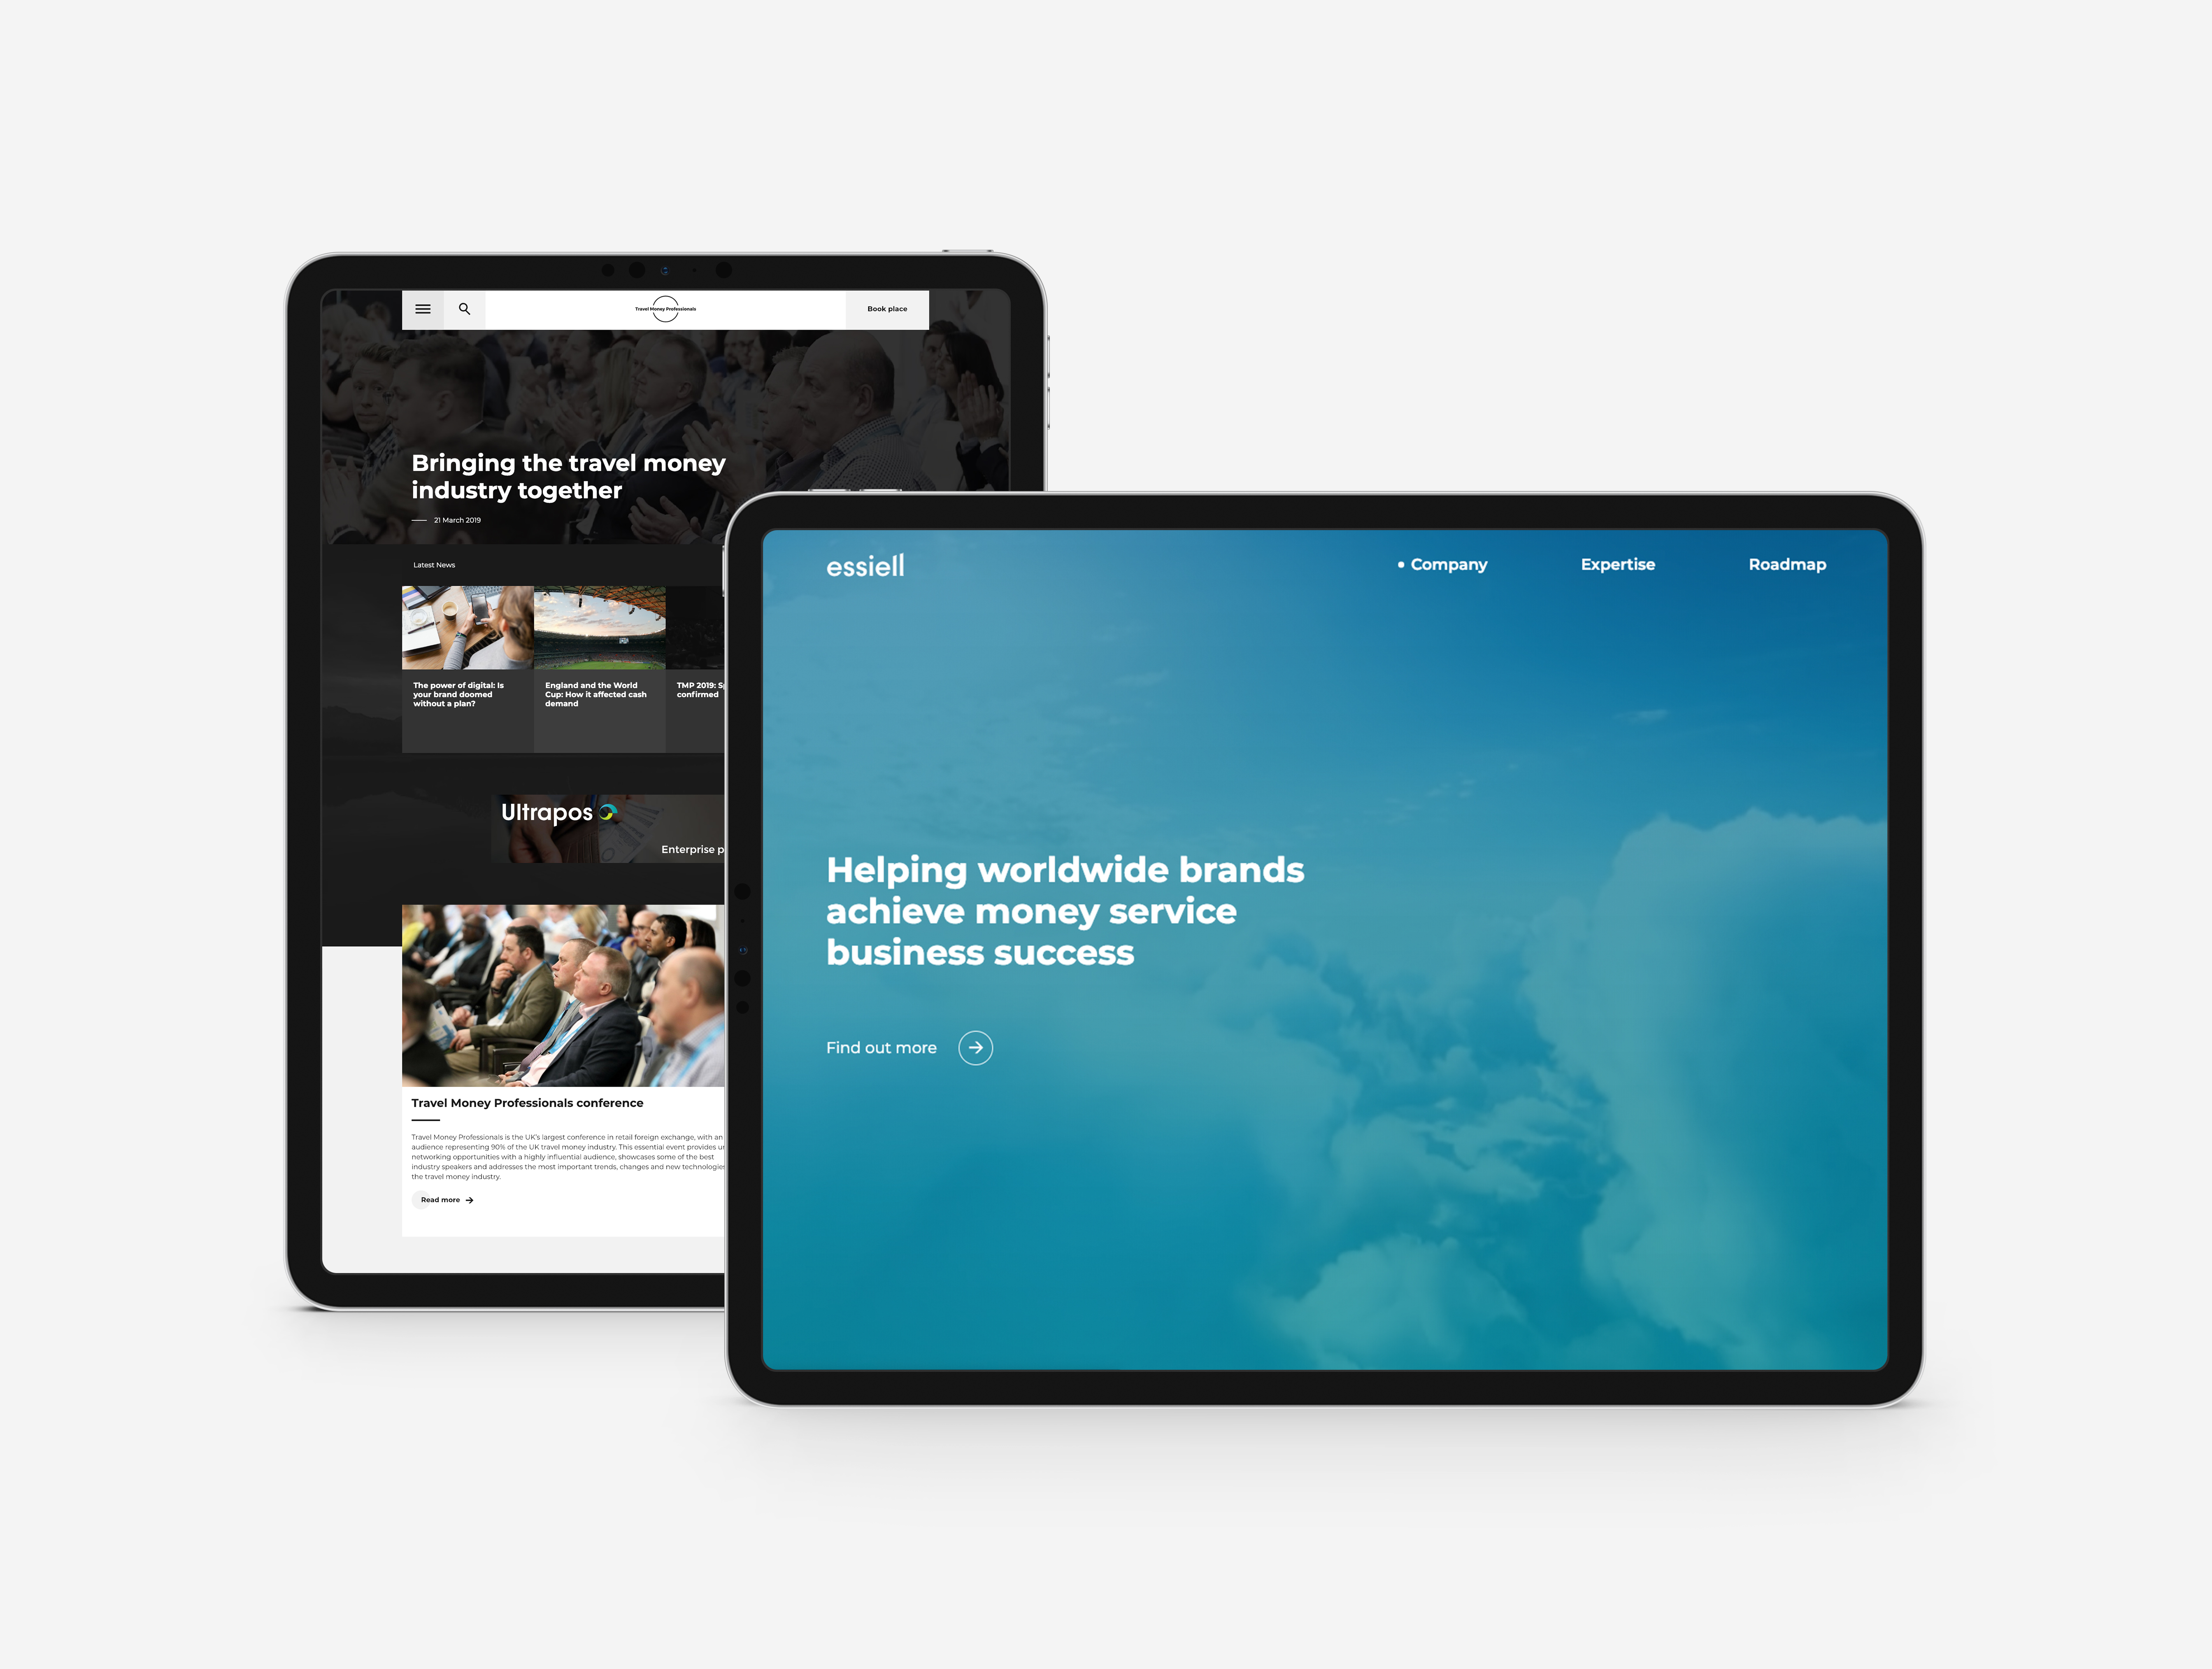 Travel Money Professionals
Book place
Bringing the travel money
industry together
21 March 2019
Latest News
The power of digital: Is
your brand doomed
without a plan?
England and the World
Cup: How it affected cash
demand
TMP 2019:
confirmed
Ultrapos
Enterprise
Travel Money Professionals conference
Travel Money Professionals is the UK's largest conference in retail foreign exchange, with an
audience representing 90% of the UK travel money industry. This essential event provides
networking opportunities with a highly influential audience, showcases some of the best
industry speakers and addresses the most important trends, changes and new technologies
the travel money industry.
Read more
essiell
Company
Expertise
Roadmap
Helping worldwide brands
achieve money service
business success
Find out more